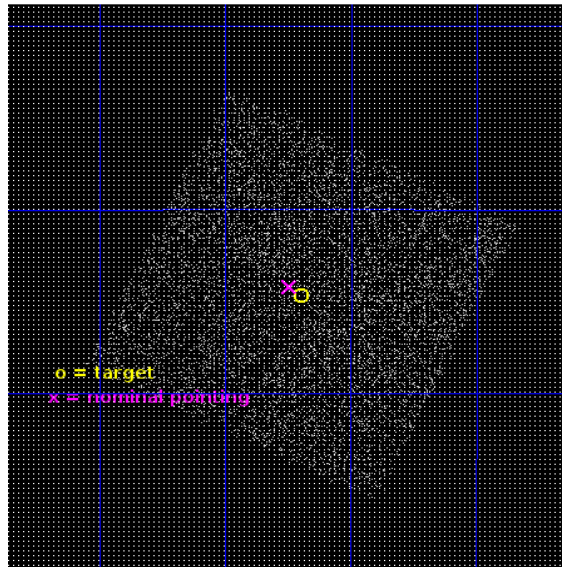 o = target
x = nominal pointing